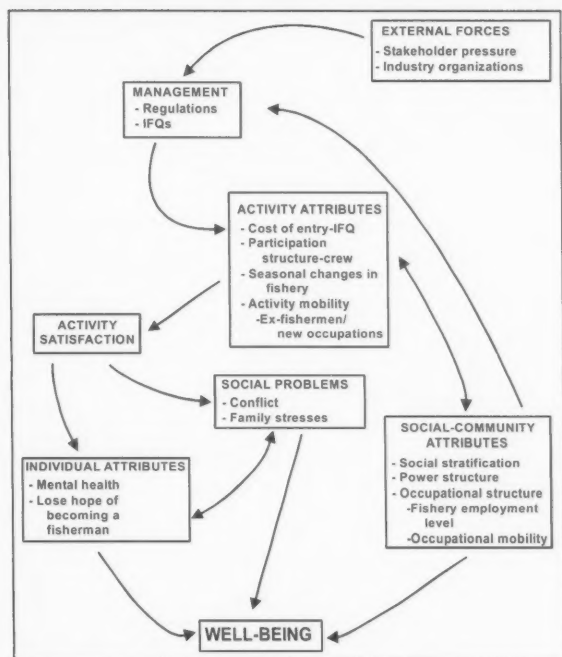 EXTERNAL FORCES
- Stakeholder pressure
- Industry organizations
MANAGEMENT
- Regulations
- IFQs
ACTIVITY ATTRIBUTES
- Cost of entry-IFQ
- Participation
structure-crew
- Seasonal changes in
fishery
- Activity mobility
-Ex-fishermen/
new occupations
ACTIVITY
SATISFACTION
SOCIAL PROBLEMS
- Conflict
- Family stresses
SOCIAL-COMMUNITY
ATTRIBUTES
- Social stratification
- Power structure
- Occupational structure
-Fishery employment
level
-Occupational mobility
INDIVIDUAL ATTRIBUTES
- Mental health
- Lose hope of
becoming a
fisherman
WELL-BEING